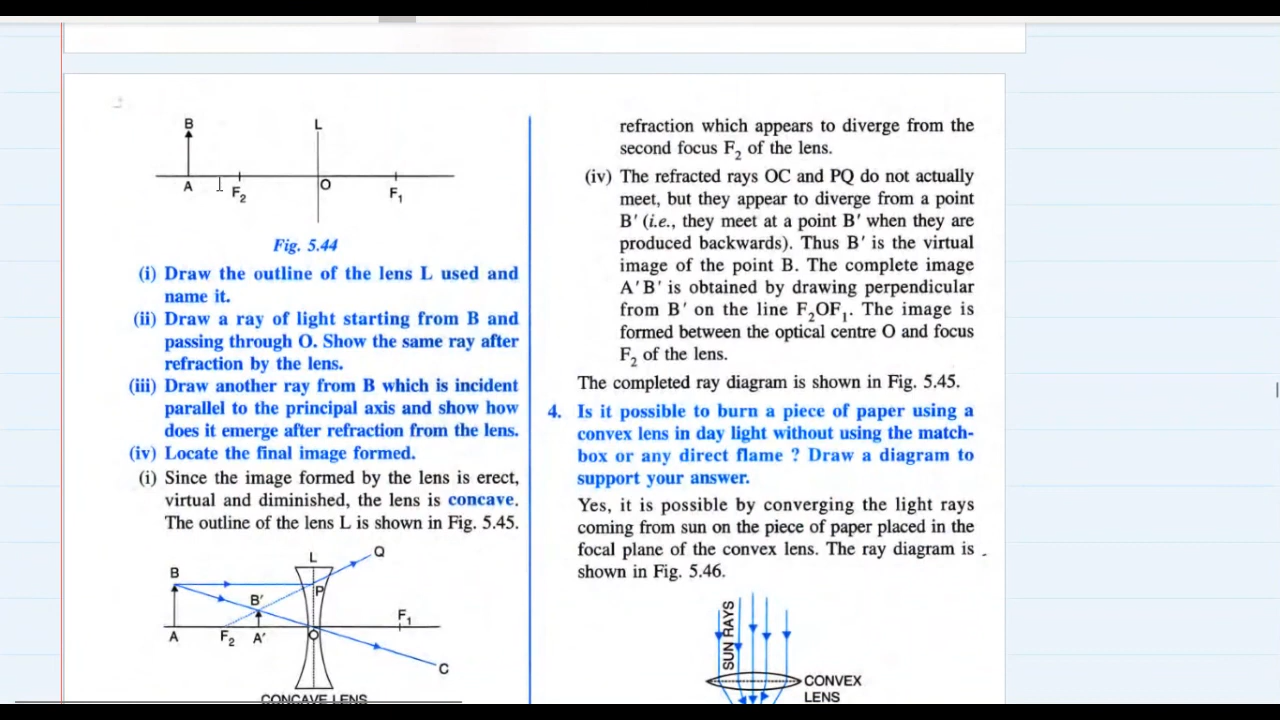 B
L
A
F₂
O
F₁
Fig. 5.44
(i) Draw the outline of the lens L used and
name it.
(ii) Draw a ray of light starting from B and
passing through O. Show the same ray after
refraction by the lens.
(iii) Draw another ray from B which is incident
parallel to the principal axis and show how
does it emerge after refraction from the lens.
(iv) Locate the final image formed.
(i) Since the image formed by the lens is erect,
virtual and diminished, the lens is concave.
The outline of the lens L is shown in Fig. 5.45.
L
Q
B
P
B′
F₁
A
F₂
A′
O
C
CONCAVE LENS
refraction which appears to diverge from the
second focus F₂ of the lens.
(iv) The refracted rays OC and PQ do not actually
meet, but they appear to diverge from a point
B′ (i.e., they meet at a point B′ when they are
produced backwards). Thus B′ is the virtual
image of the point B. The complete image
A′B′ is obtained by drawing perpendicular
from B′ on the line F₂OF₁. The image is
formed between the optical centre O and focus
F₂ of the lens.
The completed ray diagram is shown in Fig. 5.45.
4. Is it possible to burn a piece of paper using a
convex lens in day light without using the match-
box or any direct flame ? Draw a diagram to
support your answer.
Yes, it is possible by converging the light rays
coming from sun on the piece of paper placed in the
focal plane of the convex lens. The ray diagram is
shown in Fig. 5.46.
SUN RAYS
CONVEX
LENS